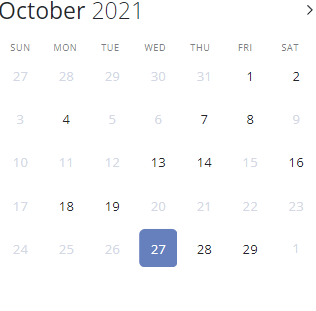 October 2021 >
SUN MON TUE WED THU FRI SAT
27 28 29 30 31 1 2
3 4 5 6 7 8 9
10 11 12 13 14 15 16
17 18 19 20 21 22 23
24 25 26 27 28 29 1